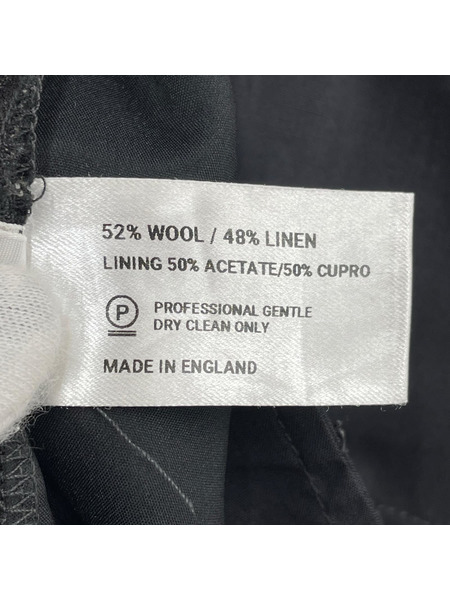 52% WOOL / 48% LINEN
LINING 50% ACETATE/50% CUPRO
P PROFESSIONAL GENTLE
DRY CLEAN ONLY
MADE IN ENGLAND